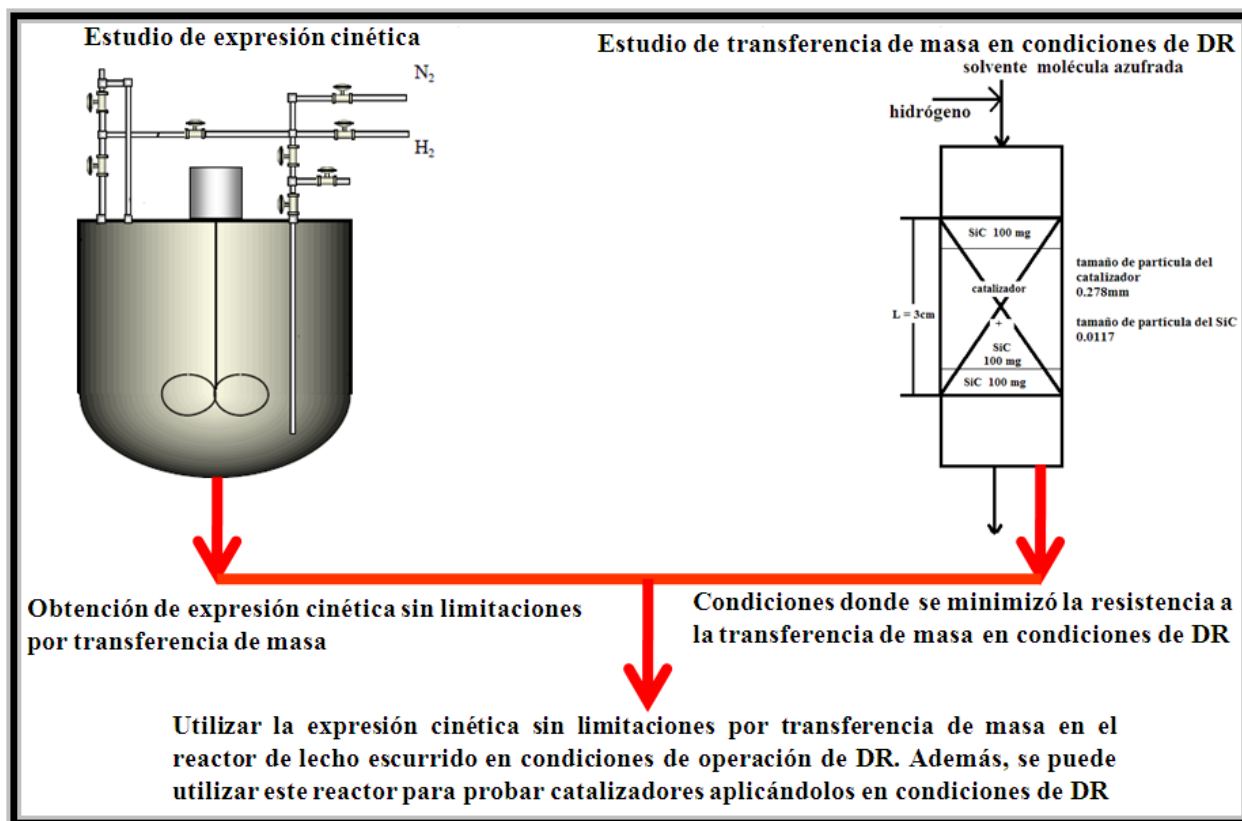 Estudio de expresión cinética
N₂
H₂
Estudio de transferencia de masa en condiciones de DR
solvente molécula azufrada
hidrógeno
SiC 100 mg
catalizador
+
SiC
100 mg
SiC 100 mg
L = 3cm
tamaño de partícula del
catalizador
0.278mm
tamaño de partícula del SiC
0.0117
Obtención de expresión cinética sin limitaciones
por transferencia de masa
Condiciones donde se minimizó la resistencia a
la transferencia de masa en condiciones de DR
Utilizar la expresión cinética sin limitaciones por transferencia de masa en el
reactor de lecho escurrido en condiciones de operación de DR. Además, se puede
utilizar este reactor para probar catalizadores aplicándolos en condiciones de DR